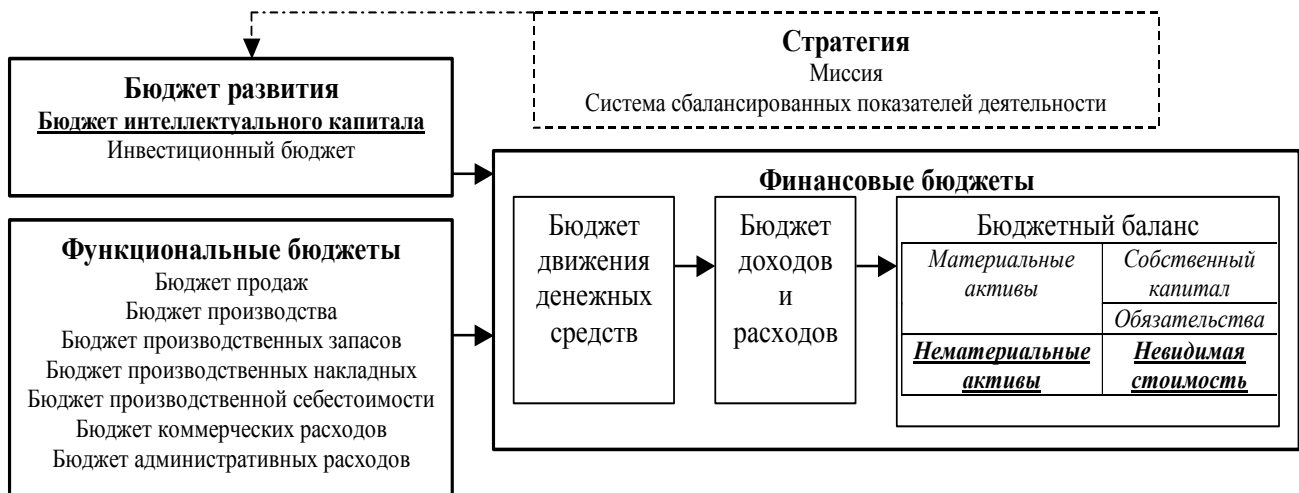 Стратегия
Миссия
Система сбалансированных показателей деятельности
Бюджет развития
Бюджет интеллектуального капитала
Инвестиционный бюджет
Функциональные бюджеты
Бюджет продаж
Бюджет производства
Бюджет производственных запасов
Бюджет производственных накладных
Бюджет производственной себестоимости
Бюджет коммерческих расходов
Бюджет административных расходов
Финансовые бюджеты
Бюджет
движения
денежных
средств
Бюджет
доходов
и
расходов
Бюджетный баланс
Материальные
активы
Собственный
капитал
Обязательства
Нематериальные
активы
Невидимая
стоимость